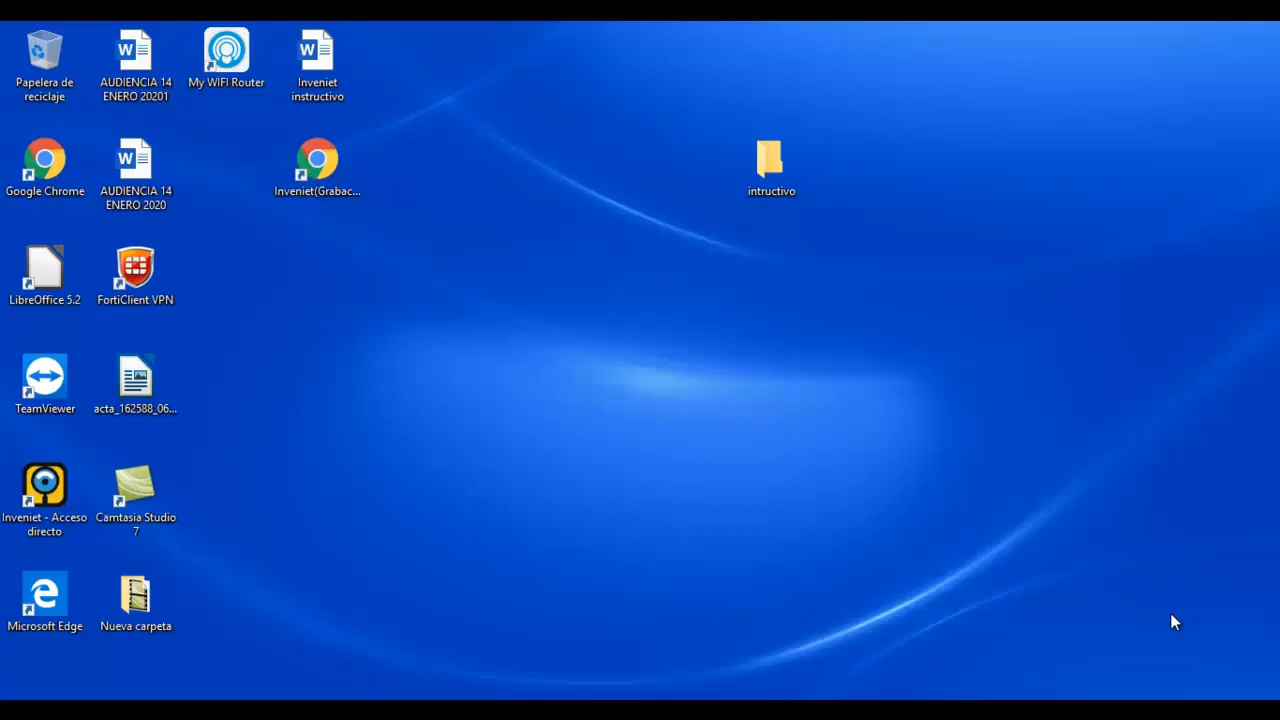 Papelera de
reciclaje
AUDIENCIA 14
ENERO 20201
My WIFI Router
Inveniet
instructivo
Google Chrome
AUDIENCIA 14
ENERO 2020
Inveniet(Grabac...
intructivo
LibreOffice 5.2
FortiClient VPN
TeamViewer
acta_162588_06...
Inveniet - Acceso
directo
Camtasia Studio
7
Microsoft Edge
Nueva carpeta